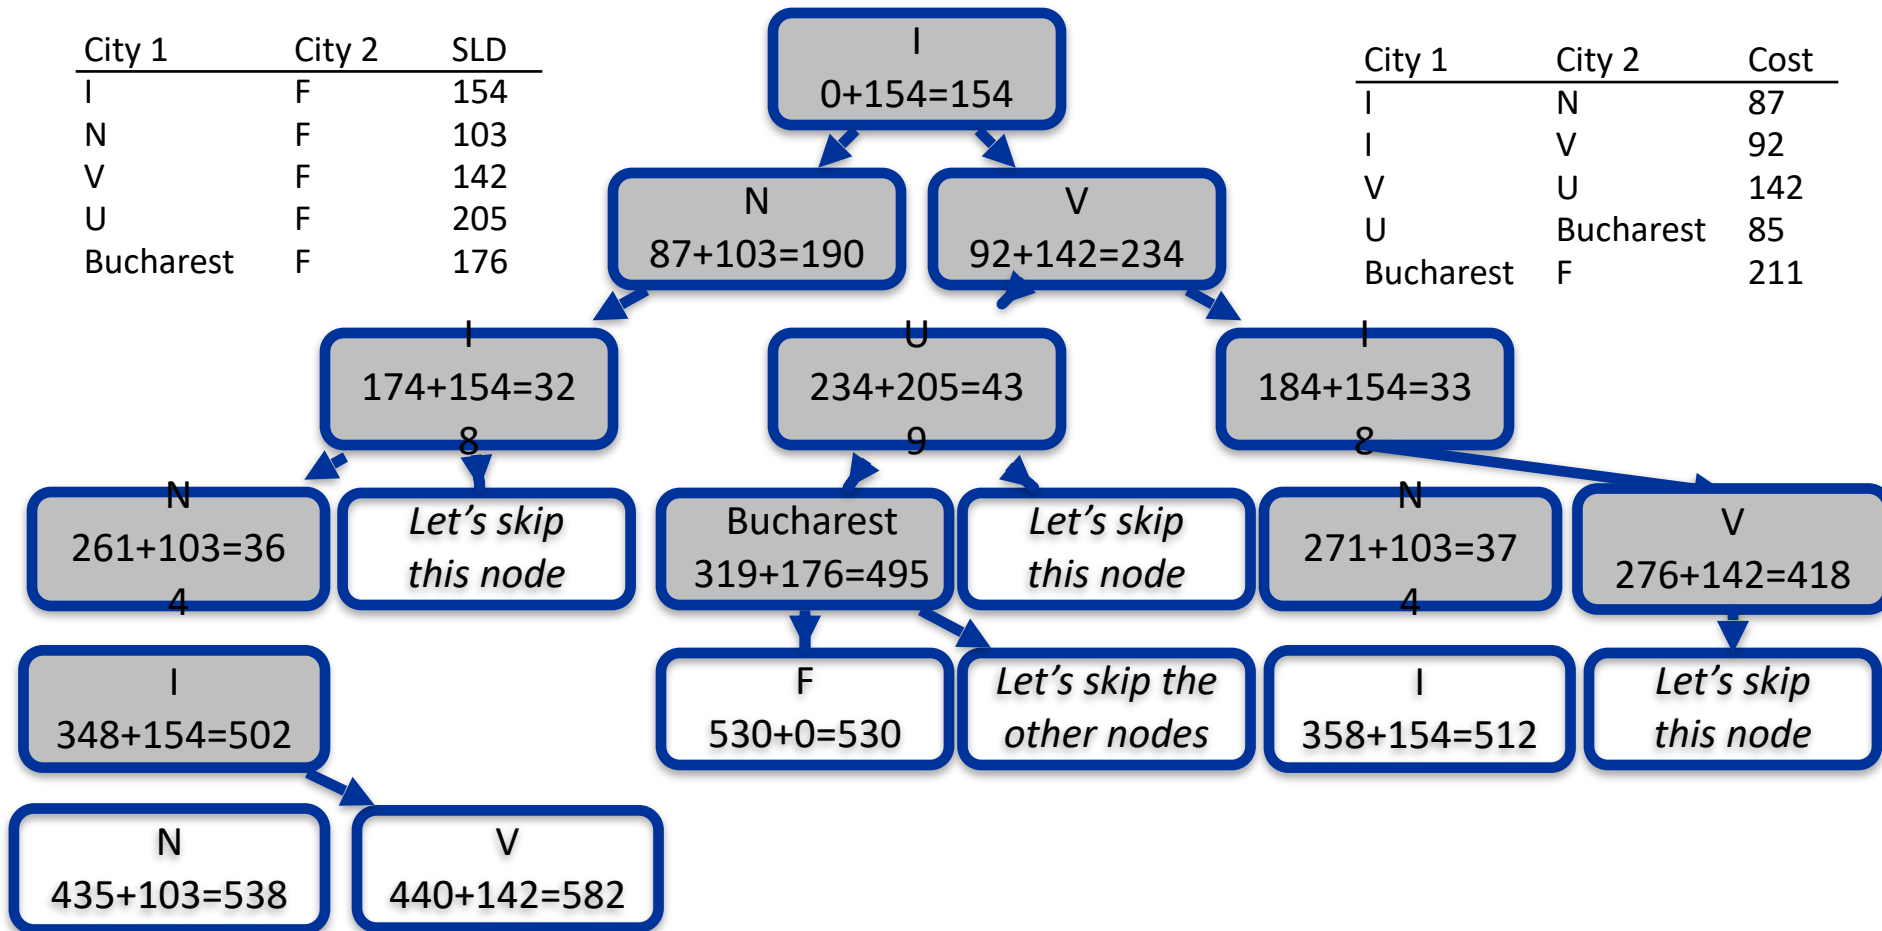 City 1 City 2 SLD
I F 154
N F 103
V F 142
U F 205
Bucharest F 176
City 1 City 2 Cost
I N 87
I V 92
V U 142
U Bucharest 85
Bucharest F 211
I
0+154=154
N
87+103=190
V
92+142=234
I
174+154=32
8
U
234+205=43
9
I
184+154=33
8
N
261+103=36
4
Let’s skip
this node
Bucharest
319+176=495
Let’s skip
this node
N
271+103=37
4
V
276+142=418
I
348+154=502
F
530+0=530
Let’s skip the
other nodes
I
358+154=512
Let’s skip
this node
N
435+103=538
V
440+142=582